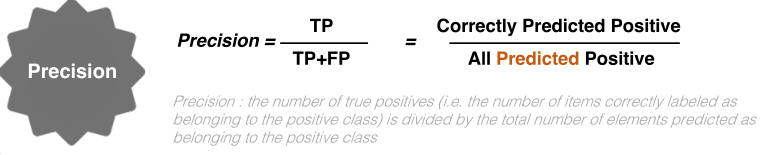 Precision
Precision = TP / TP+FP = Correctly Predicted Positive / All Predicted Positive
Precision : the number of true positives (i.e. the number of items correctly labeled as
belonging to the positive class) is divided by the total number of elements predicted as
belonging to the positive class